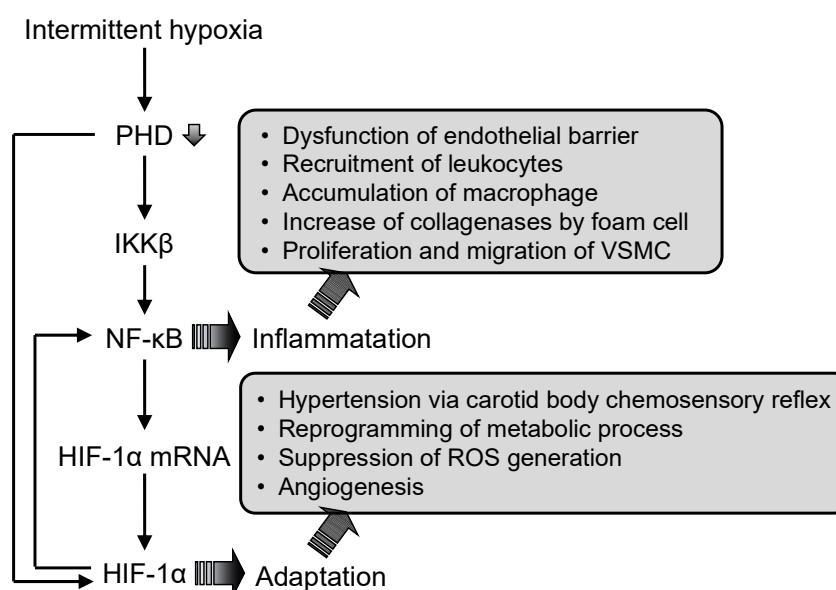 Intermittent hypoxia
PHD
• Dysfunction of endothelial barrier
• Recruitment of leukocytes
• Accumulation of macrophage
• Increase of collagenases by foam cell
• Proliferation and migration of VSMC
IKKβ
NF-κB
Inflammatation
• Hypertension via carotid body chemosensory reflex
• Reprogramming of metabolic process
• Suppression of ROS generation
• Angiogenesis
HIF-1α mRNA
HIF-1α
Adaptation